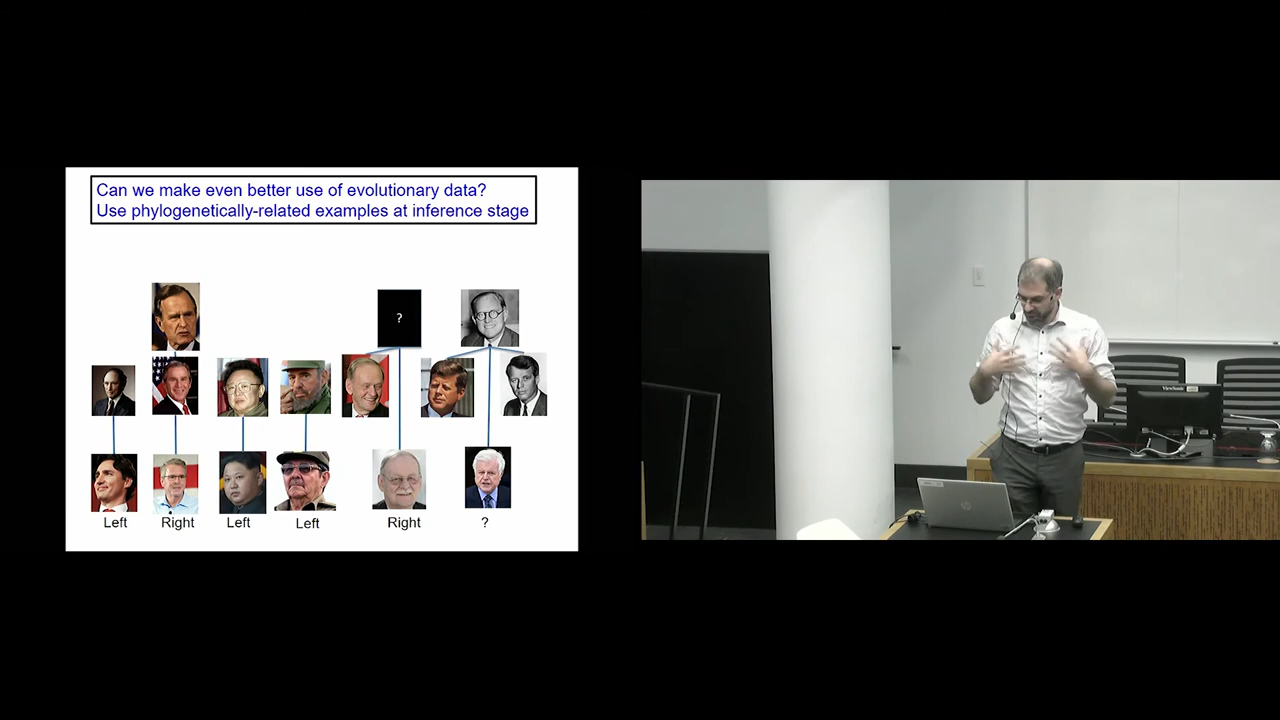 Can we make even better use of evolutionary data?
Use phylogenetically-related examples at inference stage
?
Left
Right
Left
Left
Right
?
ViewSonic